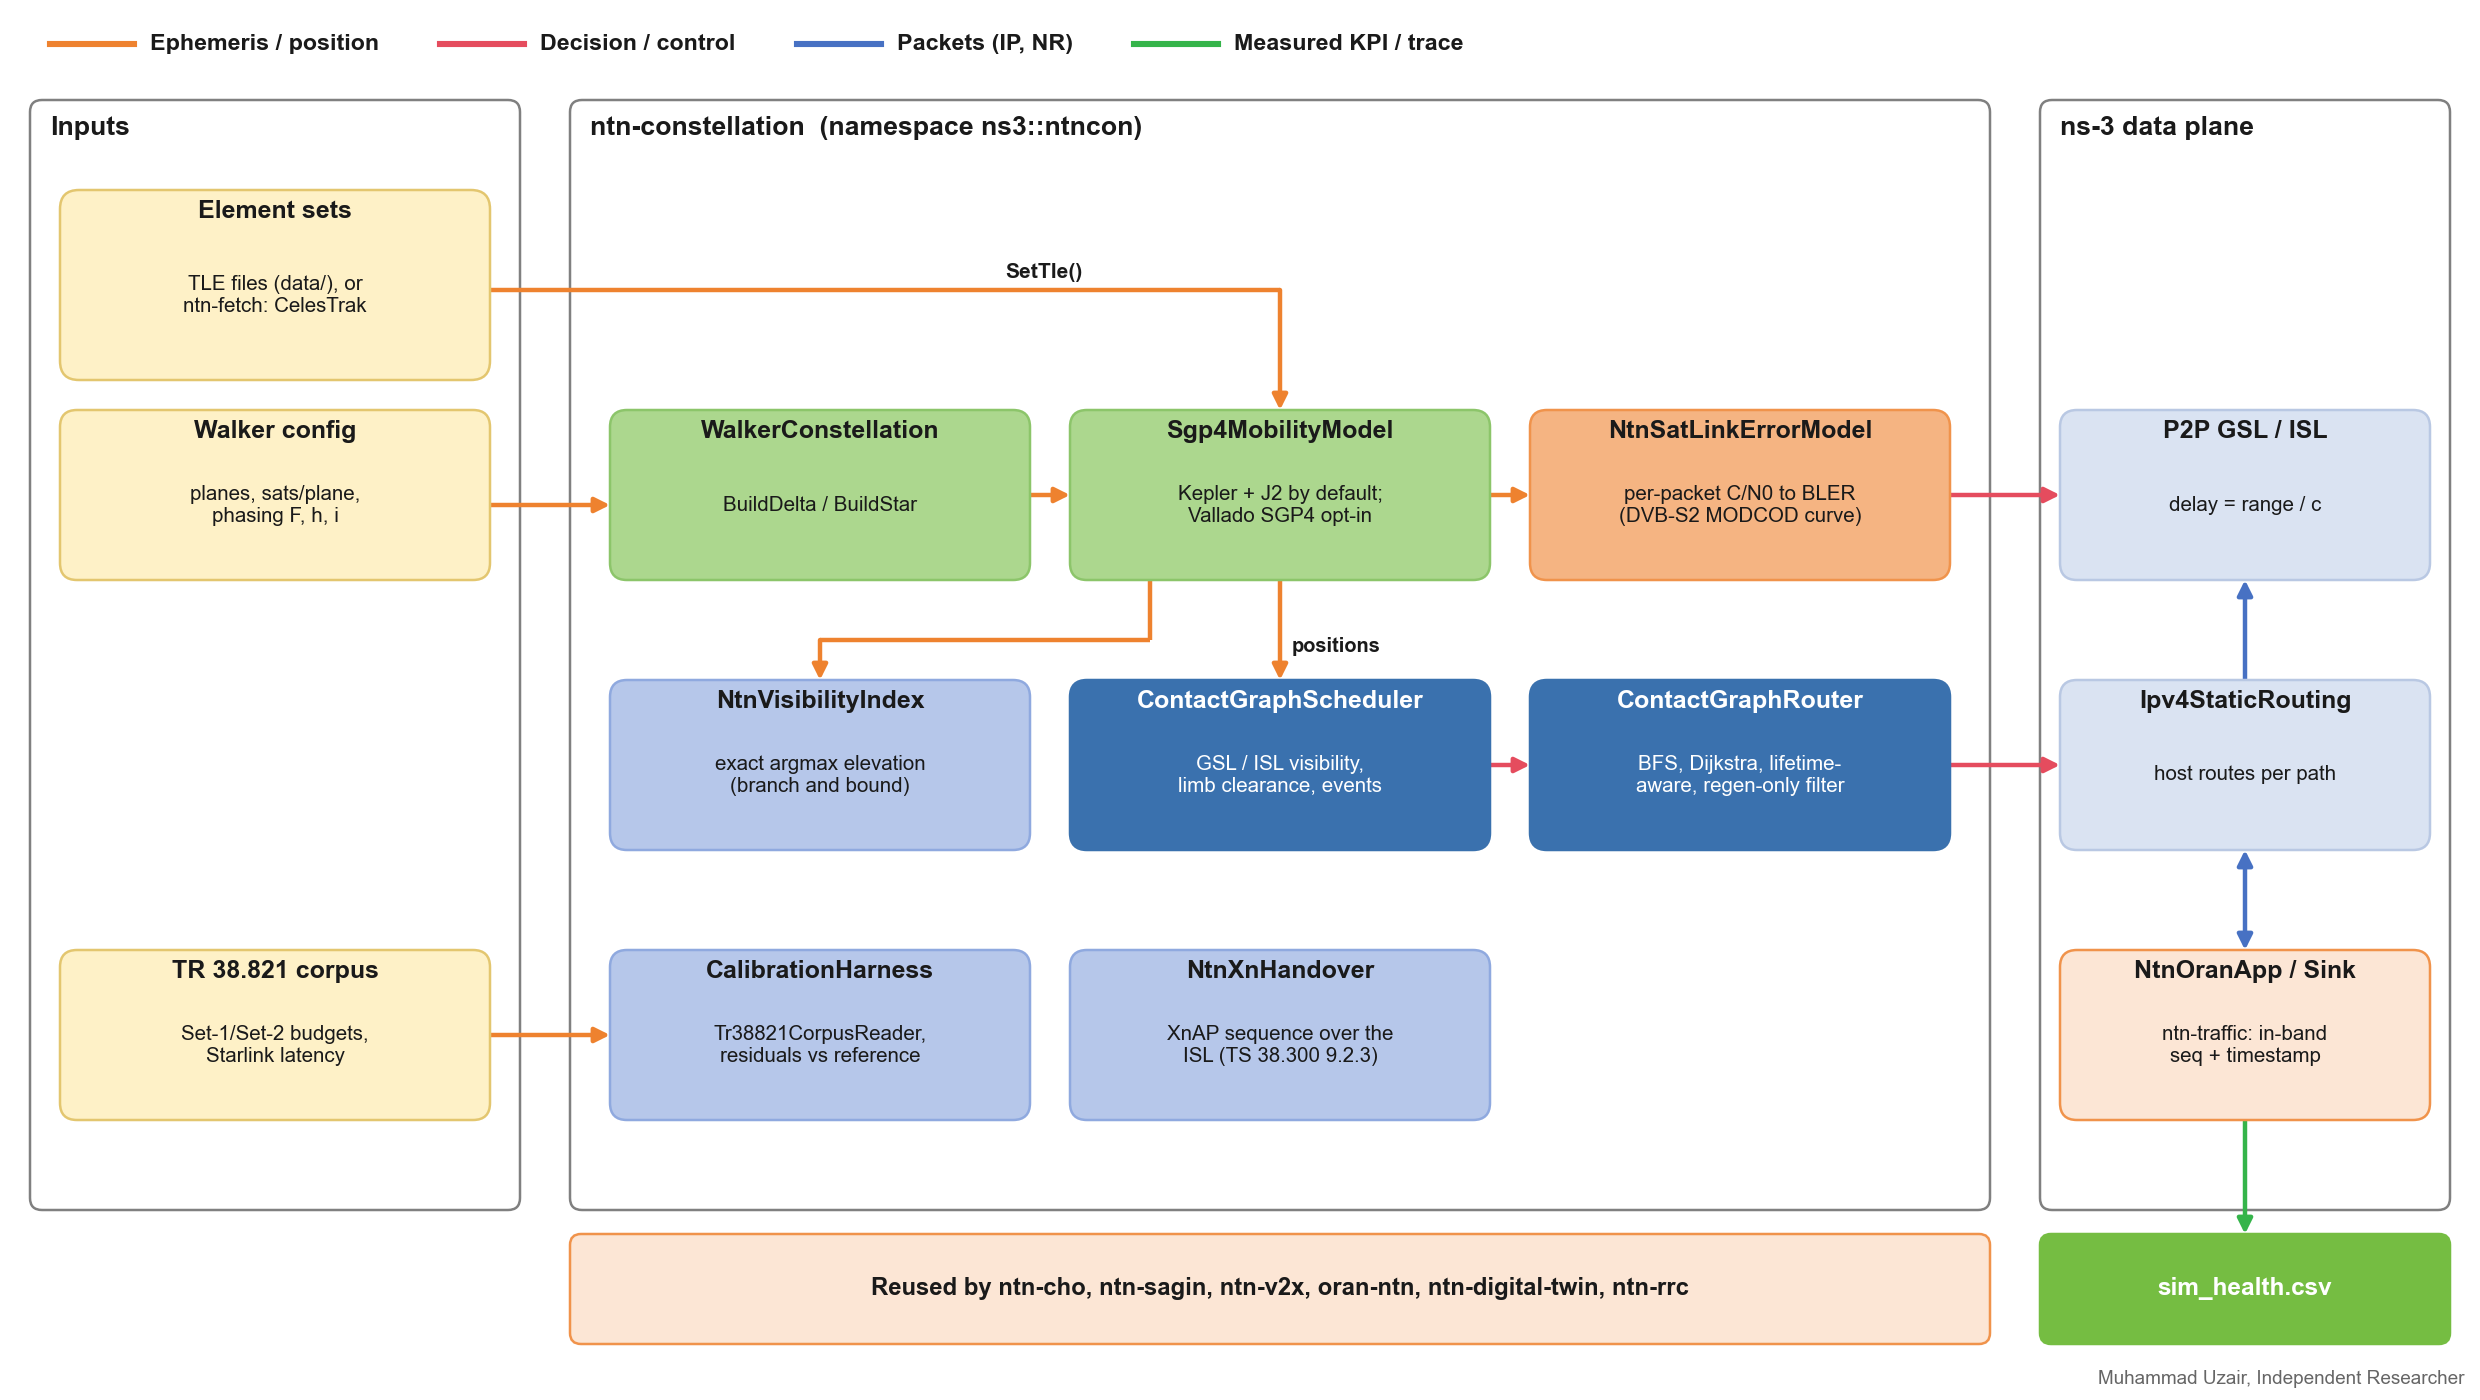 Ephemeris / position
Decision / control
Packets (IP, NR)
Measured KPI / trace
Inputs
Element sets
TLE files (data/), or
ntn-fetch: CelesTrak
Walker config
planes, sats/plane,
phasing F, h, i
TR 38.821 corpus
Set-1/Set-2 budgets,
Starlink latency
ntn-constellation (namespace ns3::ntncon)
SetTle()
WalkerConstellation
BuildDelta / BuildStar
Sgp4MobilityModel
Kepler + J2 by default;
Vallado SGP4 opt-in
NtnSatLinkErrorModel
per-packet C/N0 to BLER
(DVB-S2 MODCOD curve)
positions
NtnVisibilityIndex
exact argmax elevation
(branch and bound)
ContactGraphScheduler
GSL / ISL visibility,
limb clearance, events
ContactGraphRouter
BFS, Dijkstra, lifetime-
aware, regen-only filter
CalibrationHarness
Tr38821CorpusReader,
residuals vs reference
NtnXnHandover
XnAP sequence over the
ISL (TS 38.300 9.2.3)
ns-3 data plane
P2P GSL / ISL
delay = range / c
Ipv4StaticRouting
host routes per path
NtnOranApp / Sink
ntn-traffic: in-band
seq + timestamp
Reused by ntn-cho, ntn-sagin, ntn-v2x, oran-ntn, ntn-digital-twin, ntn-rrc
sim_health.csv
Muhammad Uzair, Independent Researcher